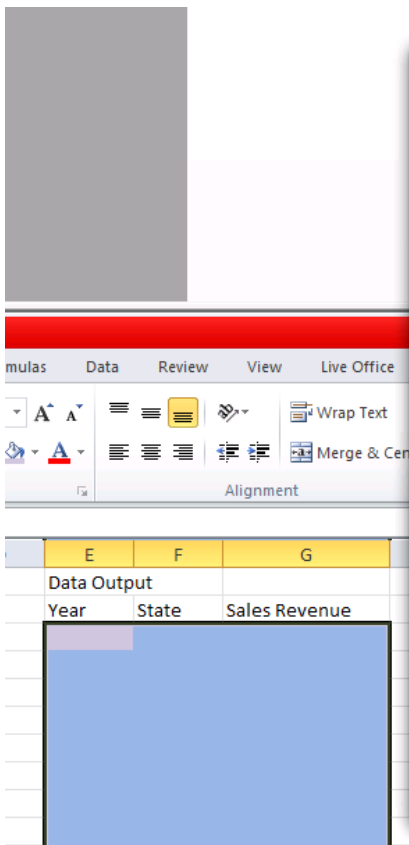 mulas Data Review View Live Office
A A Wrap Text
A a Merge & Cen
Alignment
E F G
Data Output
Year State Sales Revenue